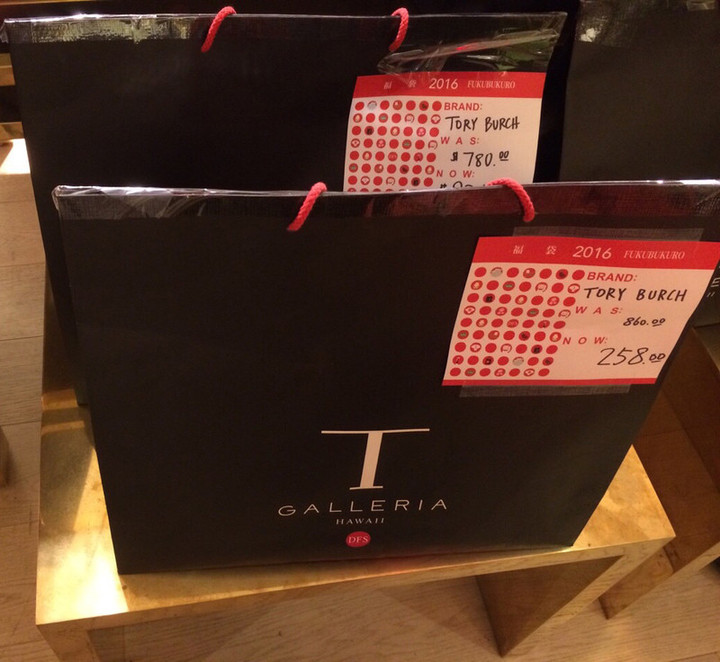 福 袋 2016 FUKUBUKURO
BRAND:
TORY BURCH
WAS:
$780.00
NOW:
福 袋 2016 FUKUBUKURO
BRAND:
TORY BURCH
WAS:
860.00
NOW:
258.00
T
GALLERIA
HAWAII
DFS